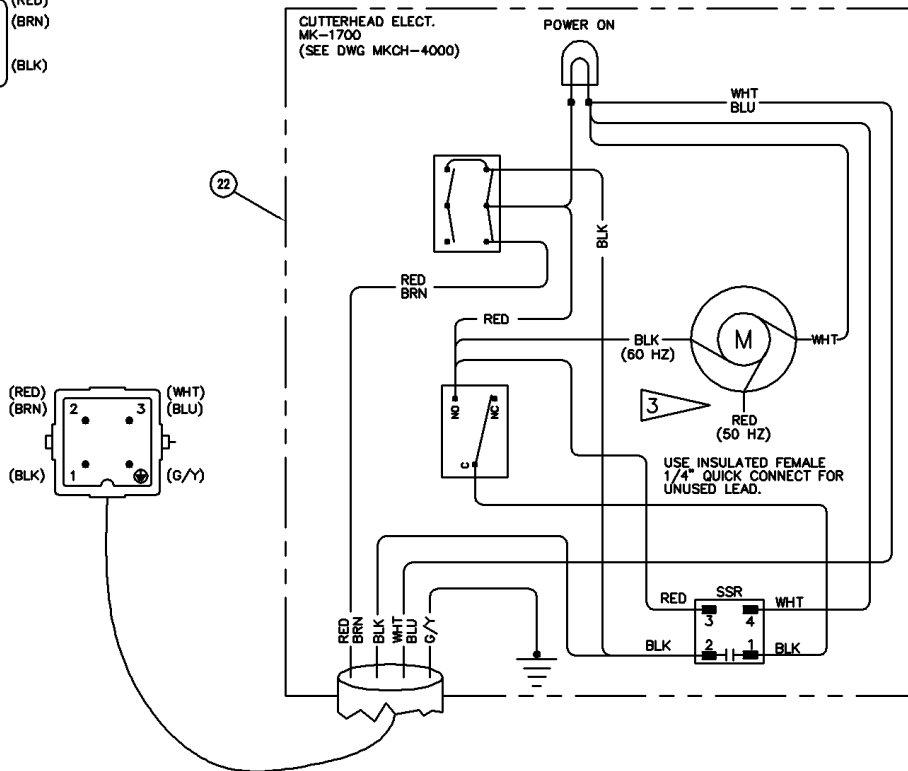 (RED)
(BRN)
(BLK)
CUTTERHEAD ELECT.
MK-1700
(SEE DWG MKCH-4000)
POWER ON
WHT
BLU
22
BLK
RED
BRN
RED
BLK
(60 HZ)
M
WHT
3
RED
(50 HZ)
NO
NC
C
USE INSULATED FEMALE
1/4" QUICK CONNECT FOR
UNUSED LEAD.
(RED)
(BRN)
(WHT)
(BLU)
2
3
(BLK)
1
(G/Y)
RED
BRN
BLK
WHT
BLU
G/Y
SSR
RED
WHT
3
4
BLK
2
1
BLK